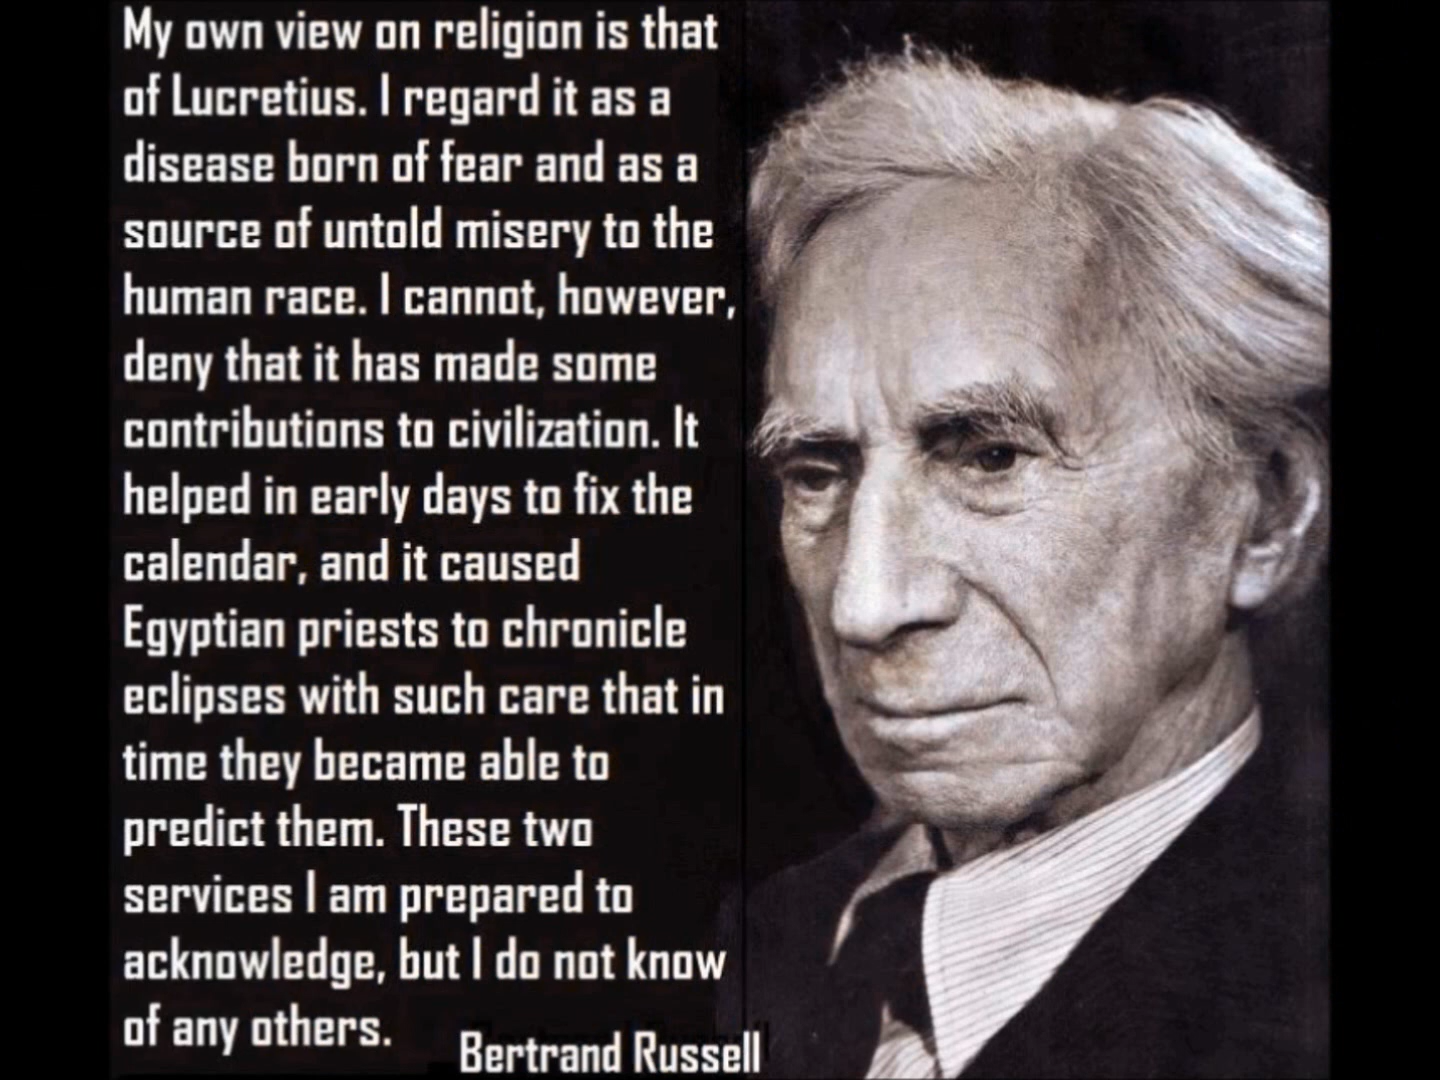 My own view on religion is that
of Lucretius. I regard it as a
disease born of fear and as a
source of untold misery to the
human race. I cannot, however,
deny that it has made some
contributions to civilization. It
helped in early days to fix the
calendar, and it caused
Egyptian priests to chronicle
eclipses with such care that in
time they became able to
predict them. These two
services I am prepared to
acknowledge, but I do not know
of any others.
Bertrand Russell